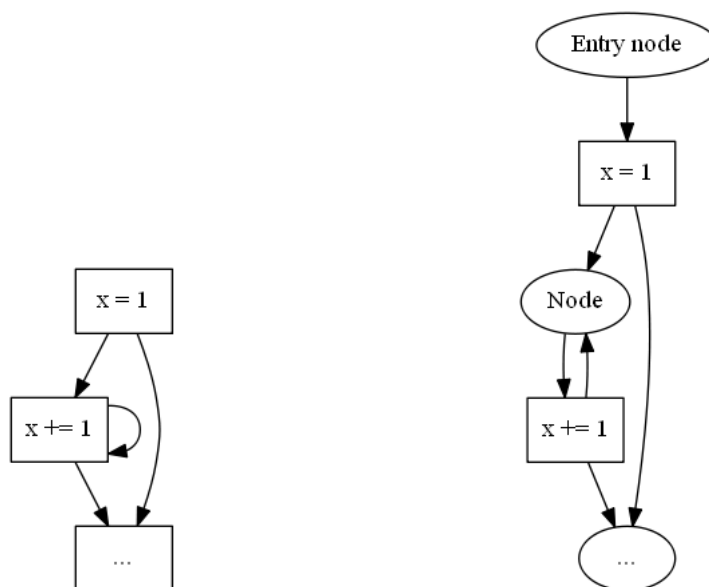 Entry node
x = 1
x = 1
Node
x += 1
x += 1
...
...